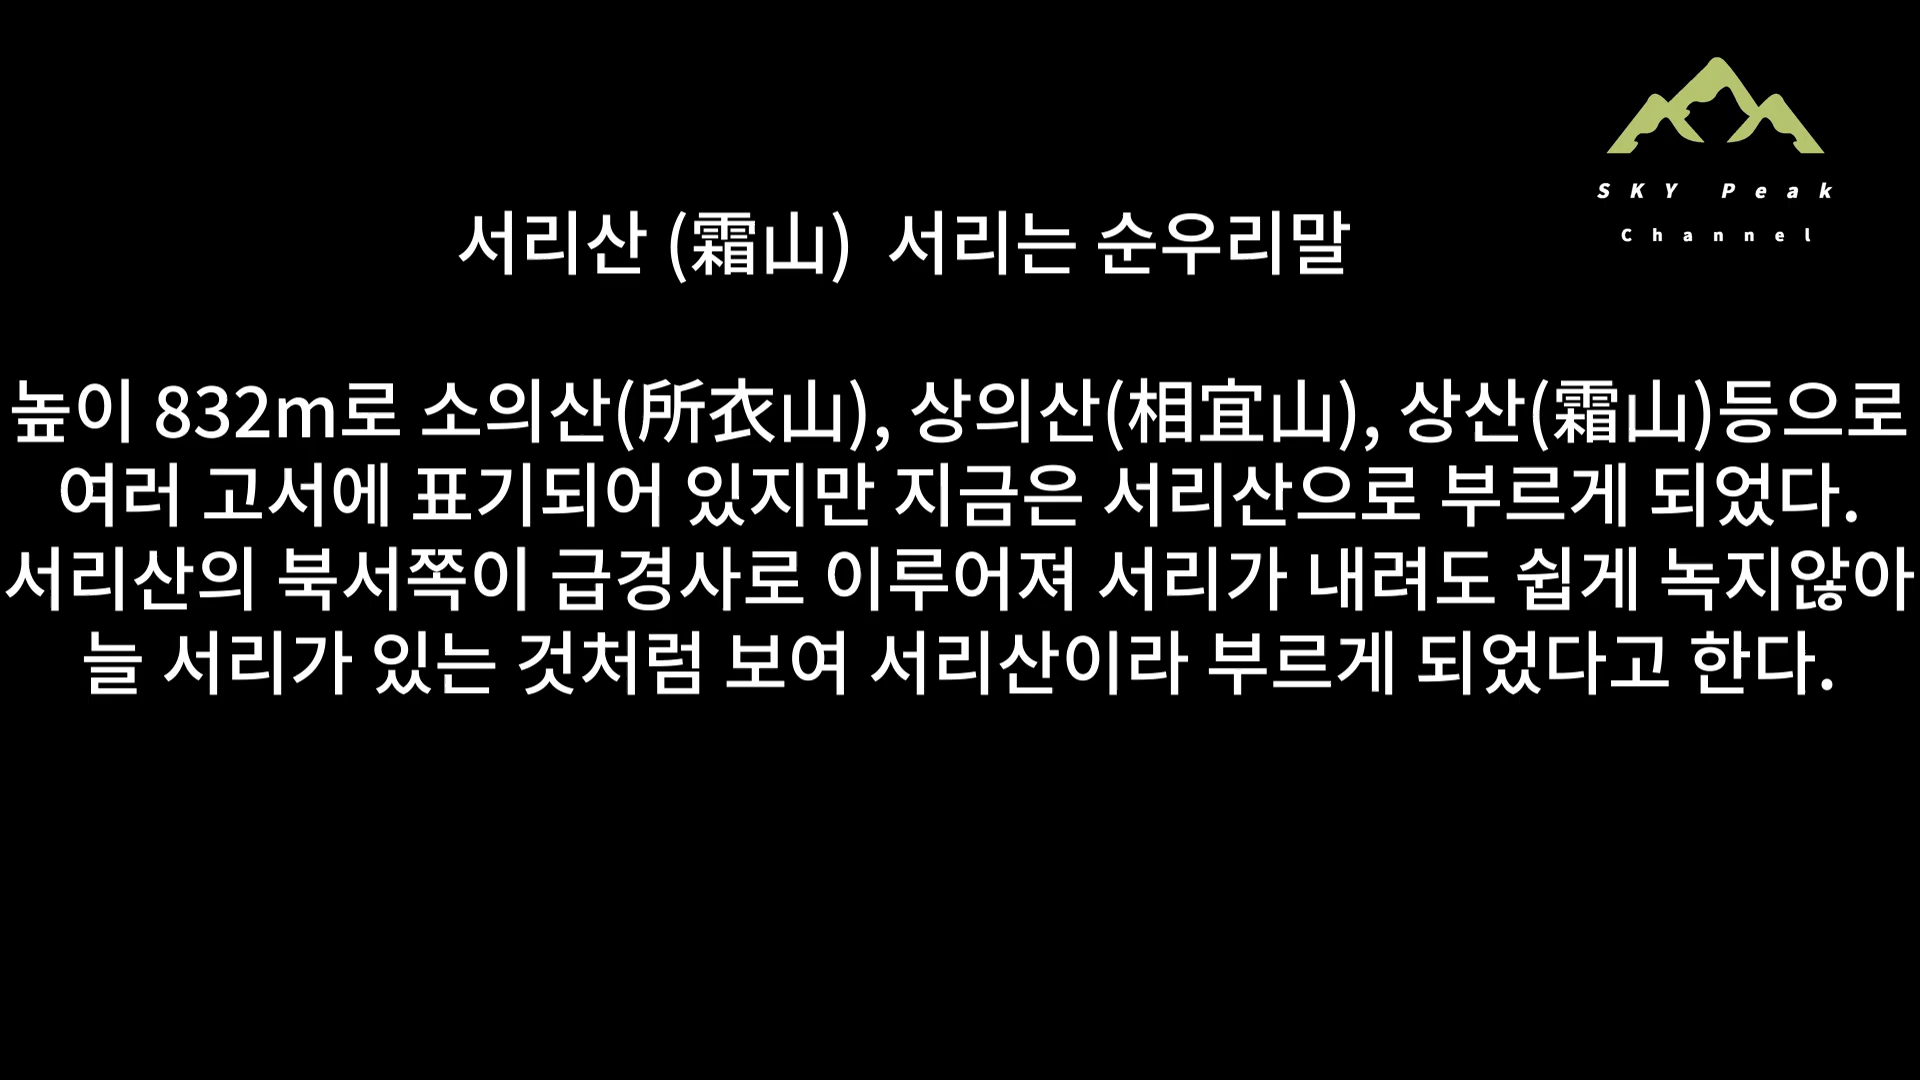 SKY Peak
Channel
서리산 (霜山)  서리는 순우리말
높이 832m로 소의산(所衣山), 상의산(相宜山), 상산(霜山)등으로
여러 고서에 표기되어 있지만 지금은 서리산으로 부르게 되었다.
서리산의 북서쪽이 급경사로 이루어져 서리가 내려도 쉽게 녹지않아
늘 서리가 있는 것처럼 보여 서리산이라 부르게 되었다고 한다.